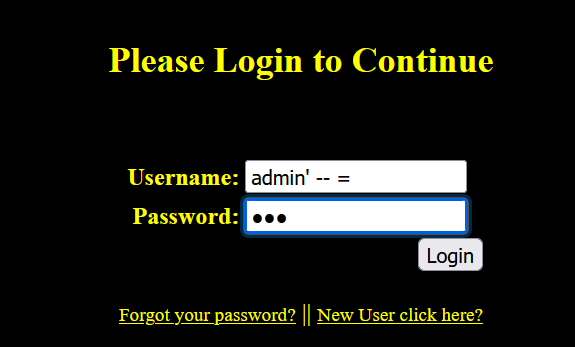 Please Login to Continue
Username: admin' -- =
Password: ●●●
Login
Forgot your password? || New User click here?